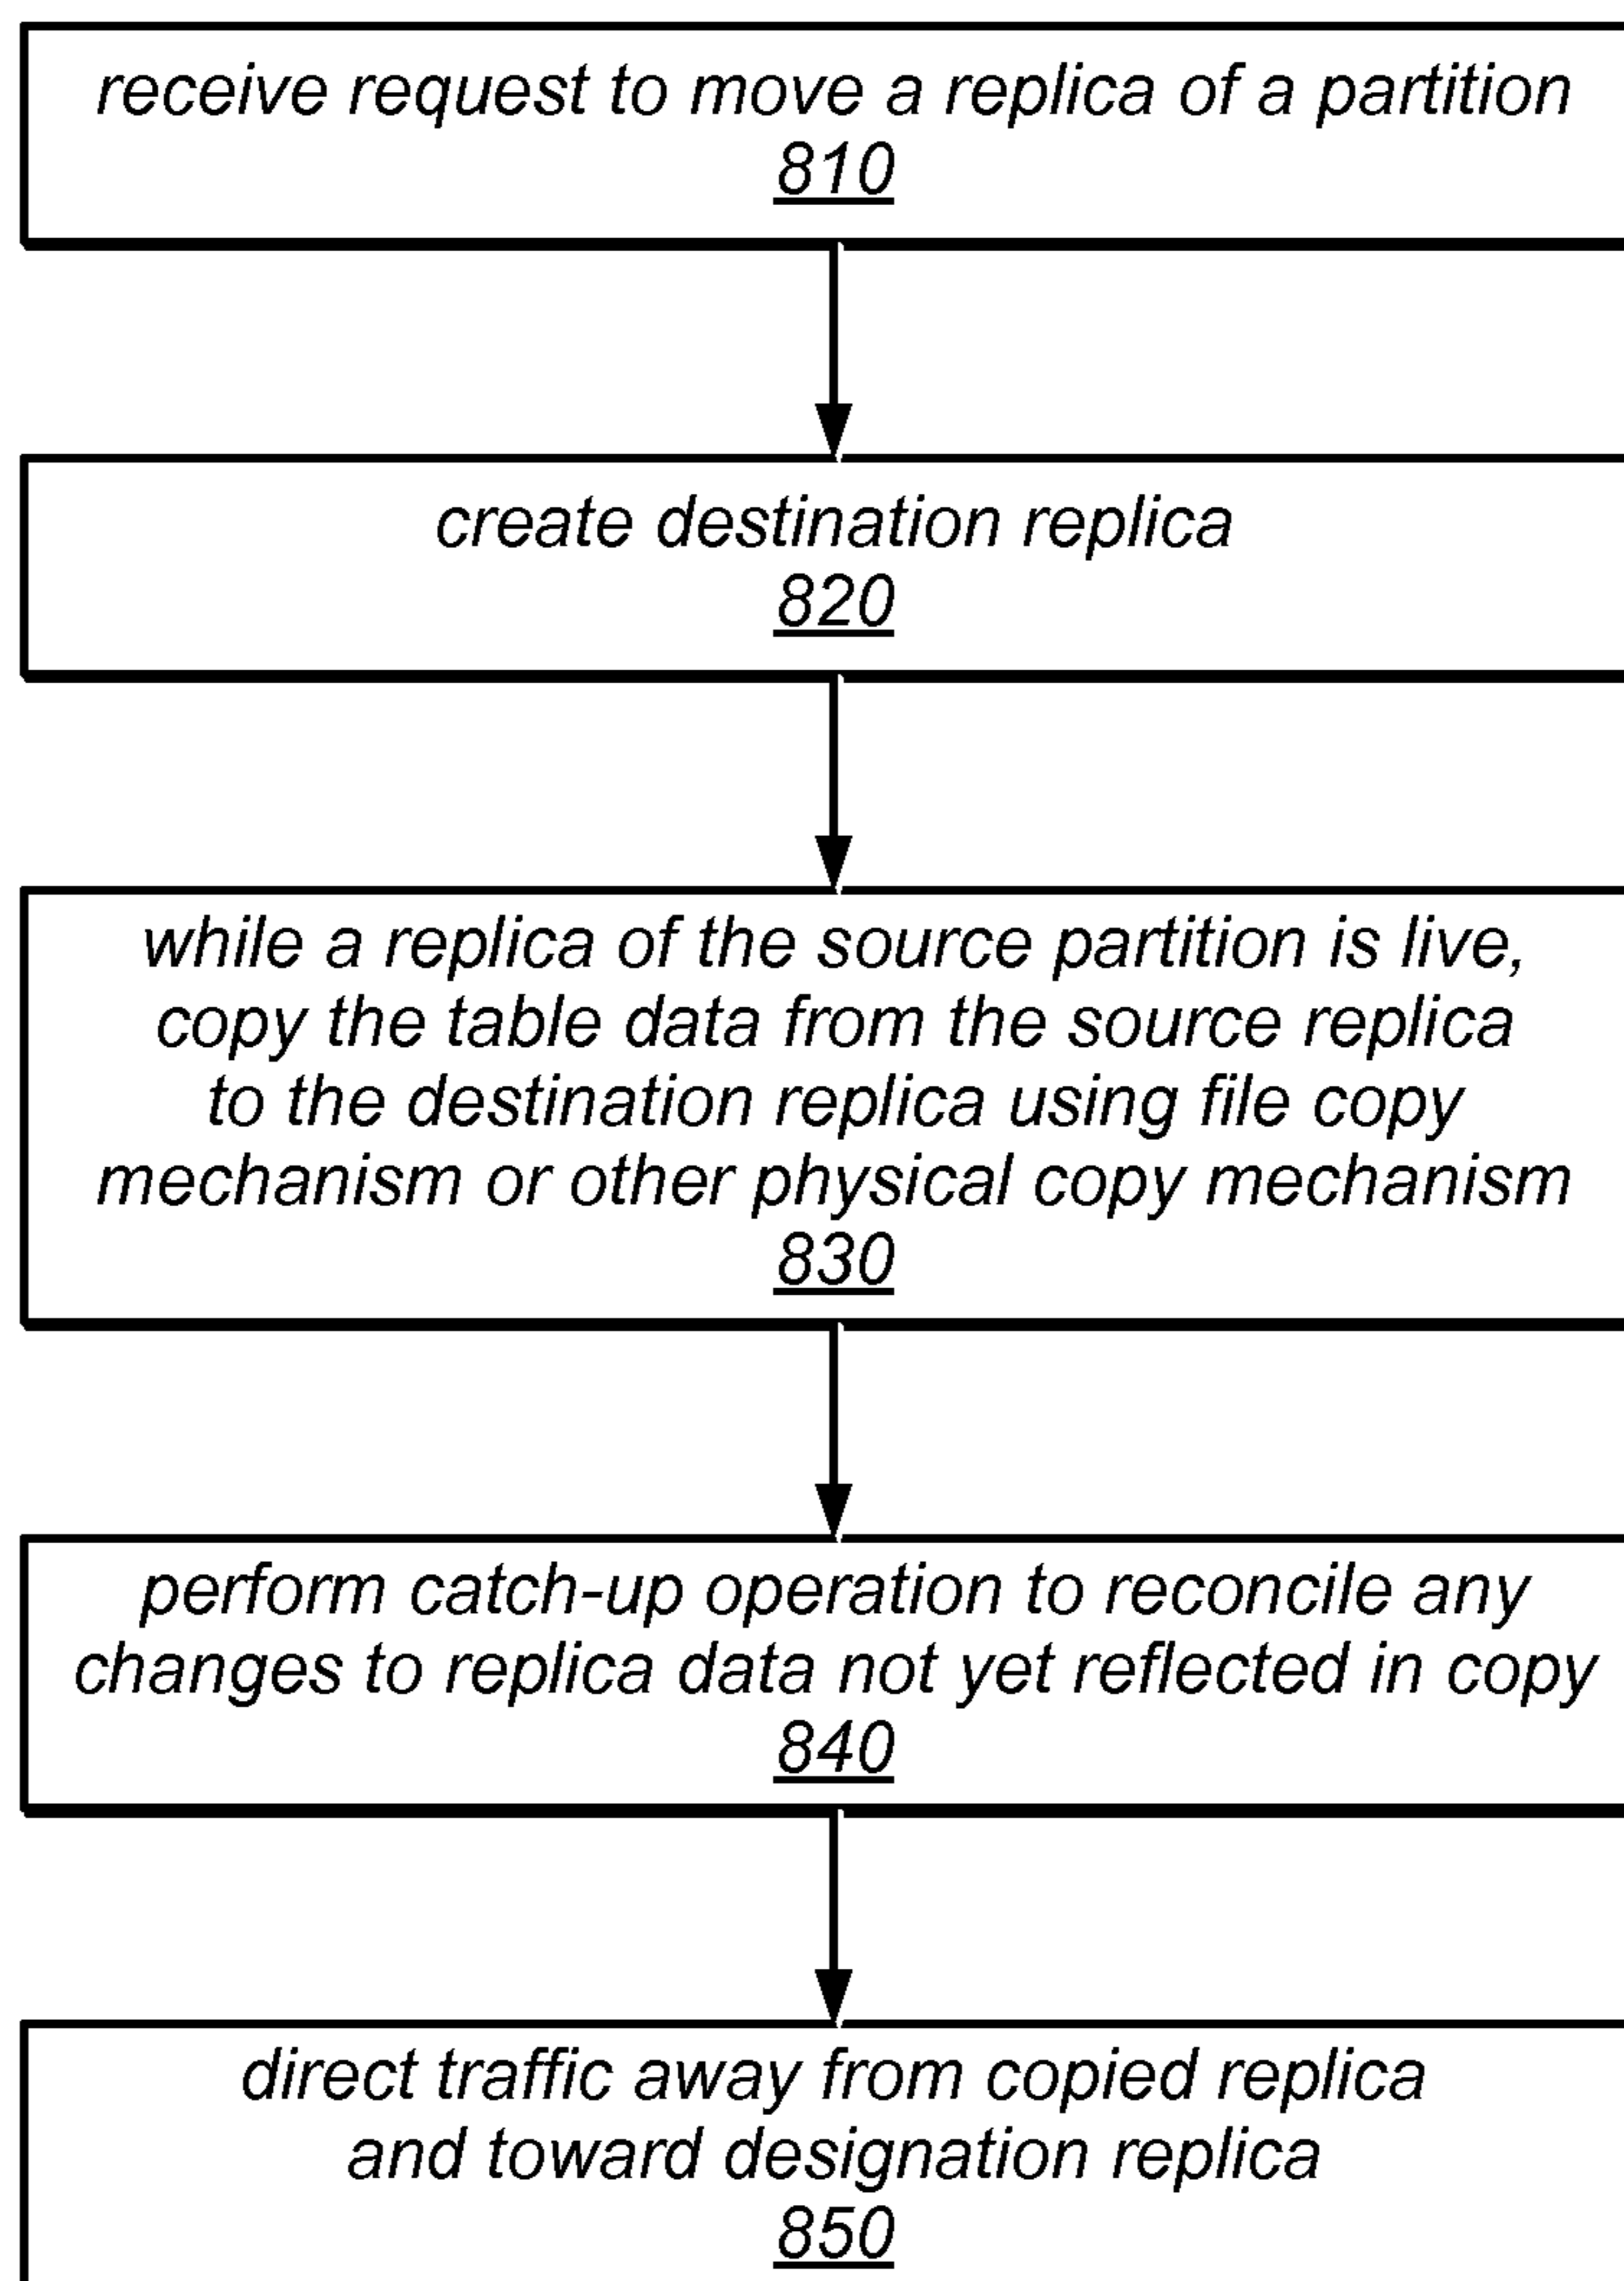 receive request to move a replica of a partition
810
create destination replica
820
while a replica of the source partition is live,
copy the table data from the source replica
to the destination replica using file copy
mechanism or other physical copy mechanism
830
perform catch-up operation to reconcile any
changes to replica data not yet reflected in copy
840
direct traffic away from copied replica
and toward designation replica
850